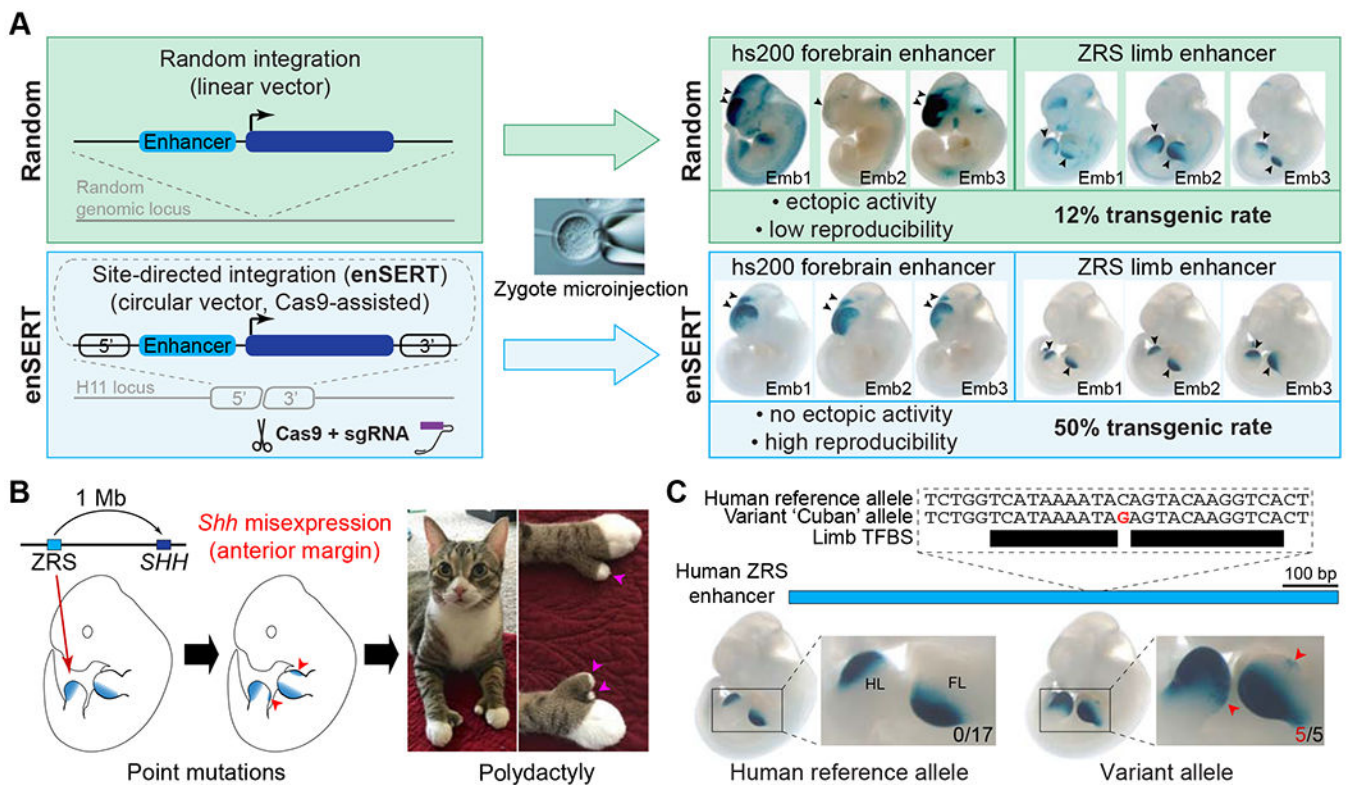 A
Random
Random integration
(linear vector)
Enhancer
Random
genomic locus
hs200 forebrain enhancer
ZRS limb enhancer
Emb1
Emb2
Emb3
Emb1
Emb2
Emb3
• ectopic activity
• low reproducibility
12% transgenic rate
Zygote microinjection
enSERT
Site-directed integration (enSERT)
(circular vector, Cas9-assisted)
5’
Enhancer
3’
H11 locus
5’
3’
Cas9 + sgRNA
hs200 forebrain enhancer
ZRS limb enhancer
Emb1
Emb2
Emb3
Emb1
Emb2
Emb3
• no ectopic activity
• high reproducibility
50% transgenic rate
B
1 Mb
ZRS
SHH
Shh misexpression
(anterior margin)
Point mutations
Polydactyly
C
Human reference allele TCTGGTCATAAAATACAGTACAAGGTCACT
Variant ‘Cuban’ allele TCTGGTCATAAAATAGAGTACAAGGTCACT
Limb TFBS
Human ZRS
enhancer
100 bp
HL
FL
0/17
5/5
Human reference allele
Variant allele